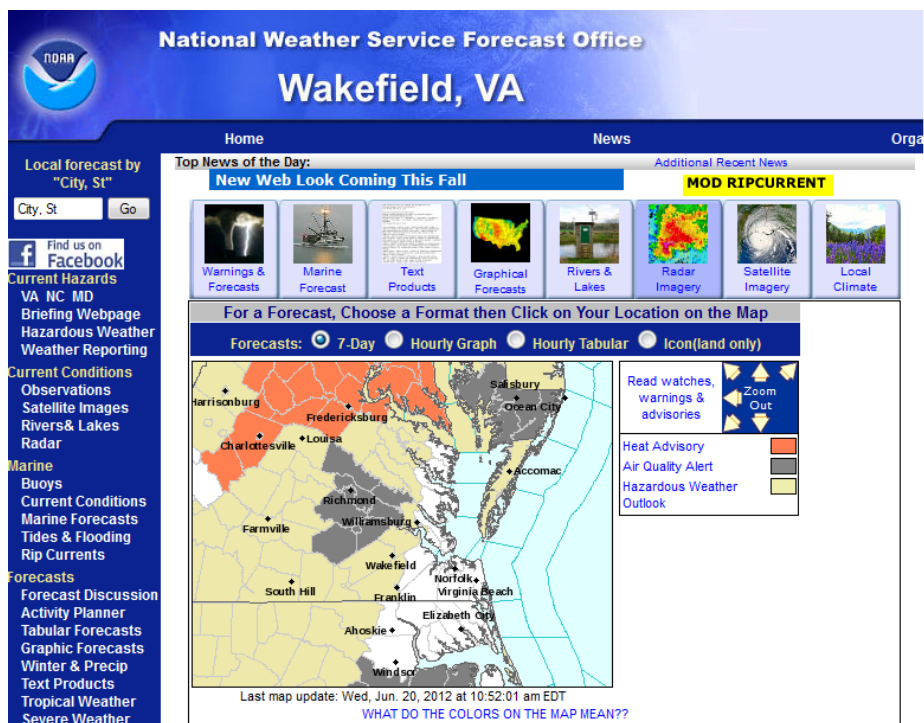 NOAA
National Weather Service Forecast Office
Wakefield, VA
Home
News
Orga
Local forecast by
"City, St"
City, St
Go
Find us on
Facebook
Current Hazards
VA NC MD
Briefing Webpage
Hazardous Weather
Weather Reporting
Current Conditions
Observations
Satellite Images
Rivers& Lakes
Radar
Marine
Buoys
Current Conditions
Marine Forecasts
Tides & Flooding
Rip Currents
Forecasts
Forecast Discussion
Activity Planner
Tabular Forecasts
Graphic Forecasts
Winter & Precip
Text Products
Tropical Weather
Severe Weather
Top News of the Day:
Additional Recent News
New Web Look Coming This Fall
MOD RIPCURRENT
Warnings &
Forecasts
Marine
Forecast
Text
Products
Graphical
Forecasts
Rivers &
Lakes
Radar
Imagery
Satellite
Imagery
Local
Climate
For a Forecast, Choose a Format then Click on Your Location on the Map
Forecasts: 7-Day Hourly Graph Hourly Tabular Icon(land only)
Harrisonburg
Salisbury
Ocean City
Fredericksburg
Charlottesville
Louisa
Accomac
Richmond
Williamsburg
Farmville
Wakefield
Norfolk
South Hill
Franklin
Virginia Beach
Elizabeth City
Ahoskie
Windsor
Read watches,
warnings &
advisories
Zoom
Out
Heat Advisory
Air Quality Alert
Hazardous Weather
Outlook
Last map update: Wed, Jun. 20, 2012 at 10:52:01 am EDT
WHAT DO THE COLORS ON THE MAP MEAN??